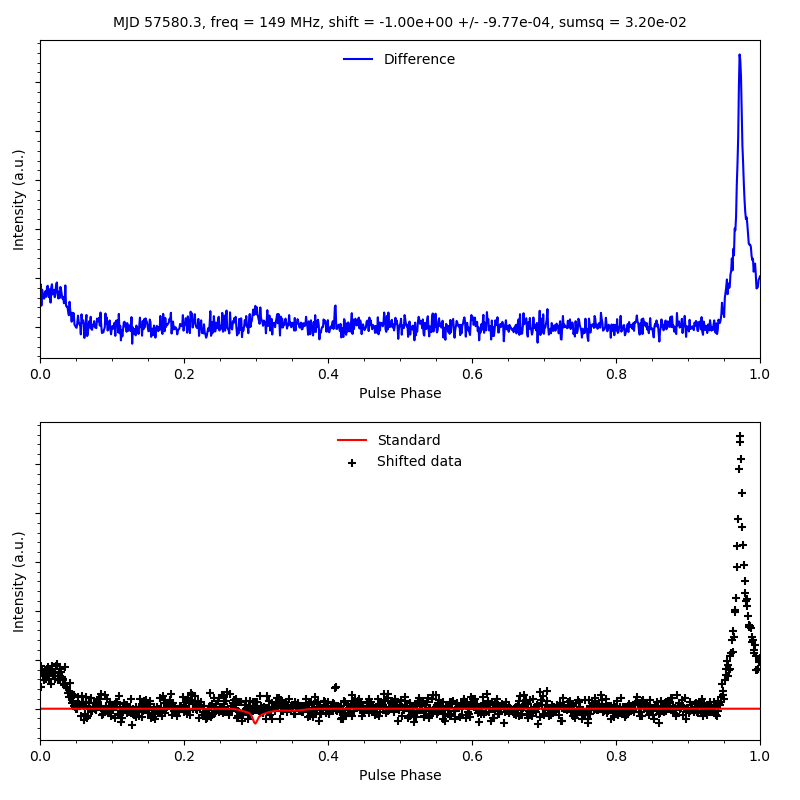 MJD 57580.3, freq = 149 MHz, shift = -1.00e+00 +/- -9.77e-04, sumsq = 3.20e-02
Difference
Intensity (a.u.)
0.0 0.2 0.4 0.6 0.8 1.0
Pulse Phase
Standard
Shifted data
Intensity (a.u.)
0.0 0.2 0.4 0.6 0.8 1.0
Pulse Phase